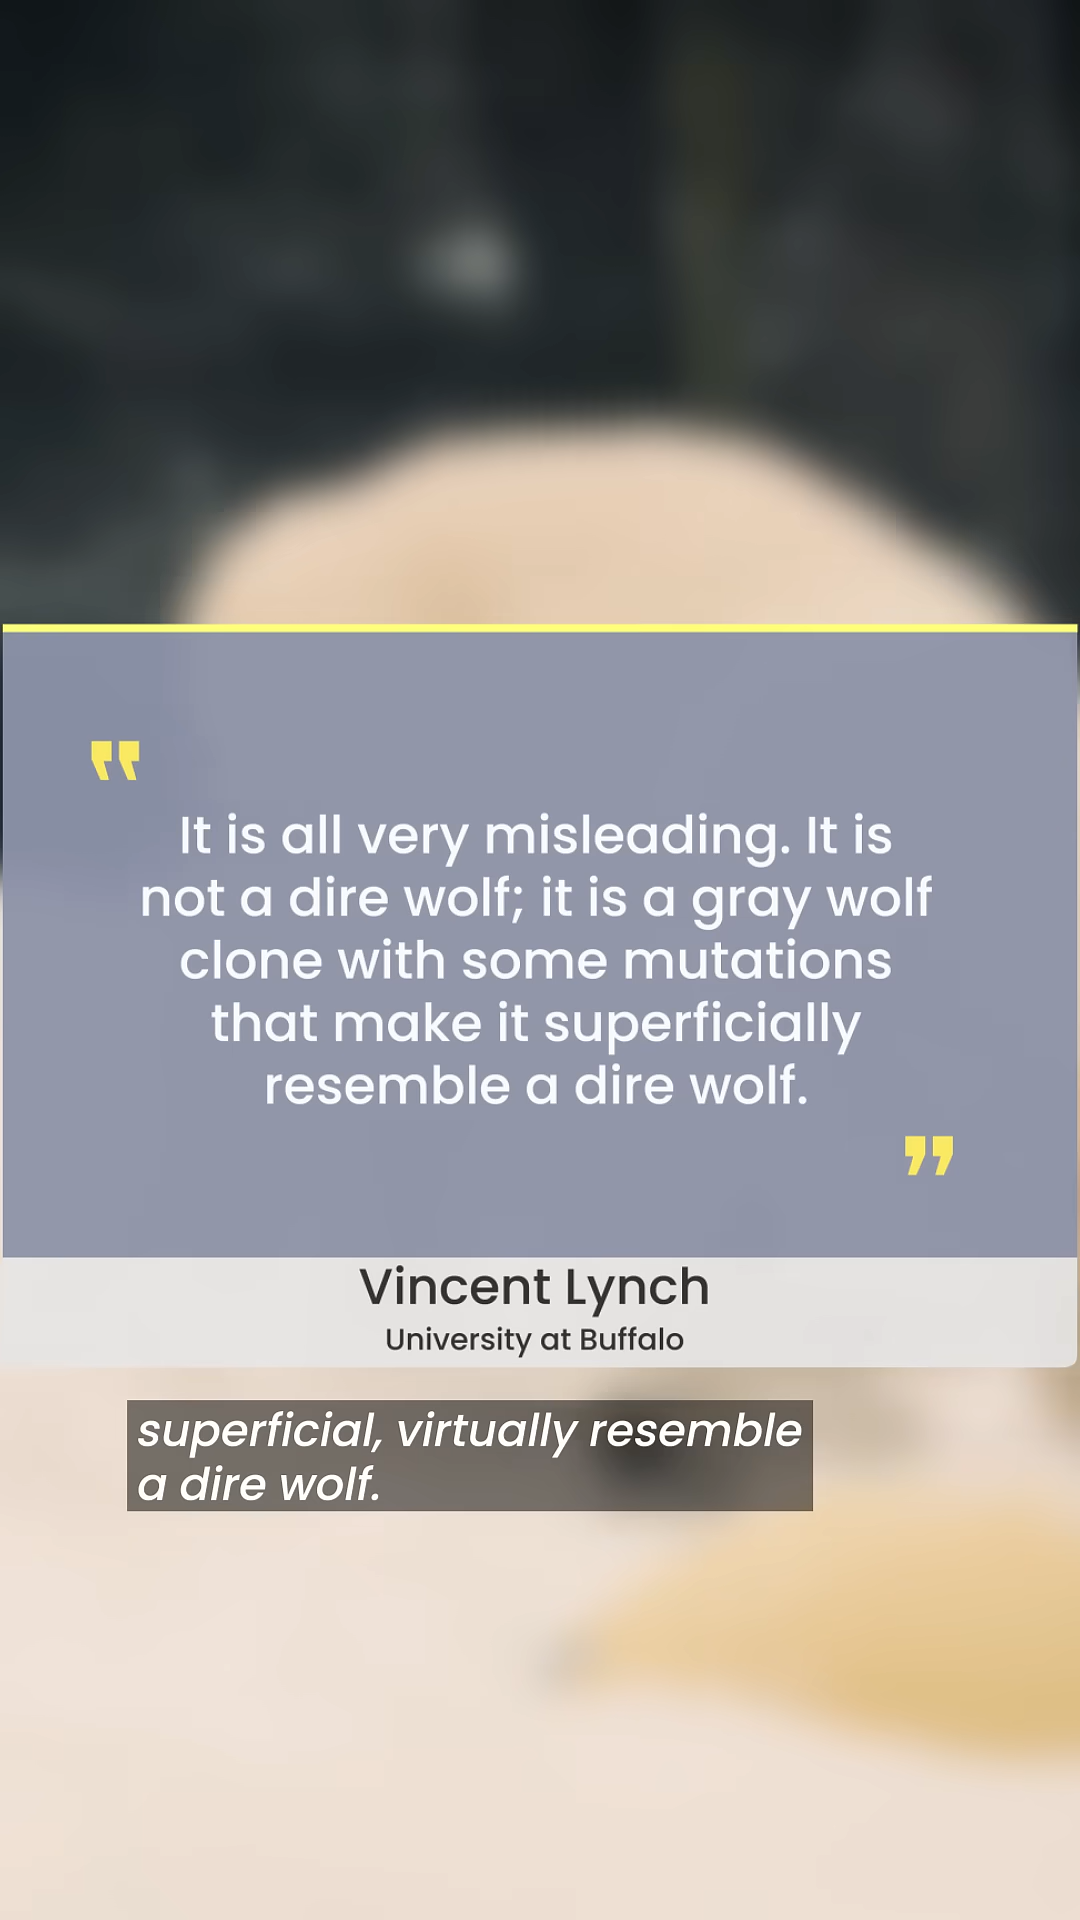 "
It is all very misleading. It is
not a dire wolf; it is a gray wolf
clone with some mutations
that make it superficially
resemble a dire wolf.
"
Vincent Lynch
University at Buffalo
superficial, virtually resemble
a dire wolf.